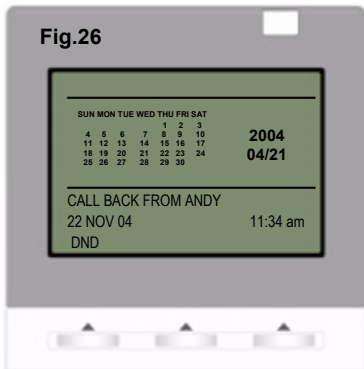 Fig.26
SUN MON TUE WED THU FRI SAT
1 2 3
4 5 6 7 8 9 10
2004
11 12 13 14 15 16 17
18 19 20 21 22 23 24
04/21
25 26 27 28 29 30
CALL BACK FROM ANDY
22 NOV 04 11:34 am
DND